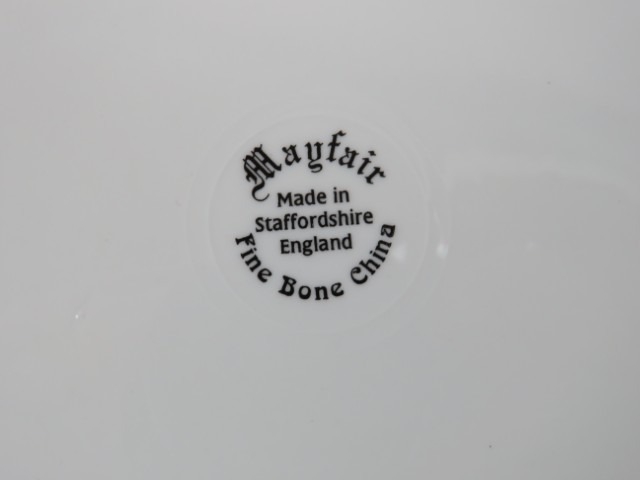 Mayfair
Made in
Staffordshire
England
Fine Bone China